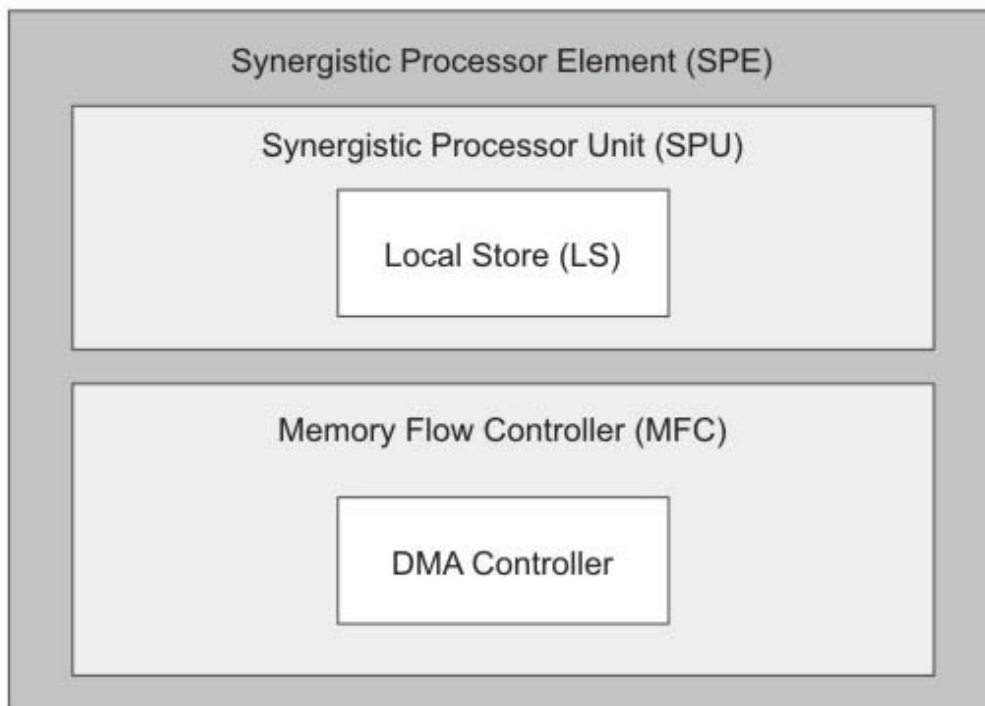 Synergistic Processor Element (SPE)
Synergistic Processor Unit (SPU)
Local Store (LS)
Memory Flow Controller (MFC)
DMA Controller